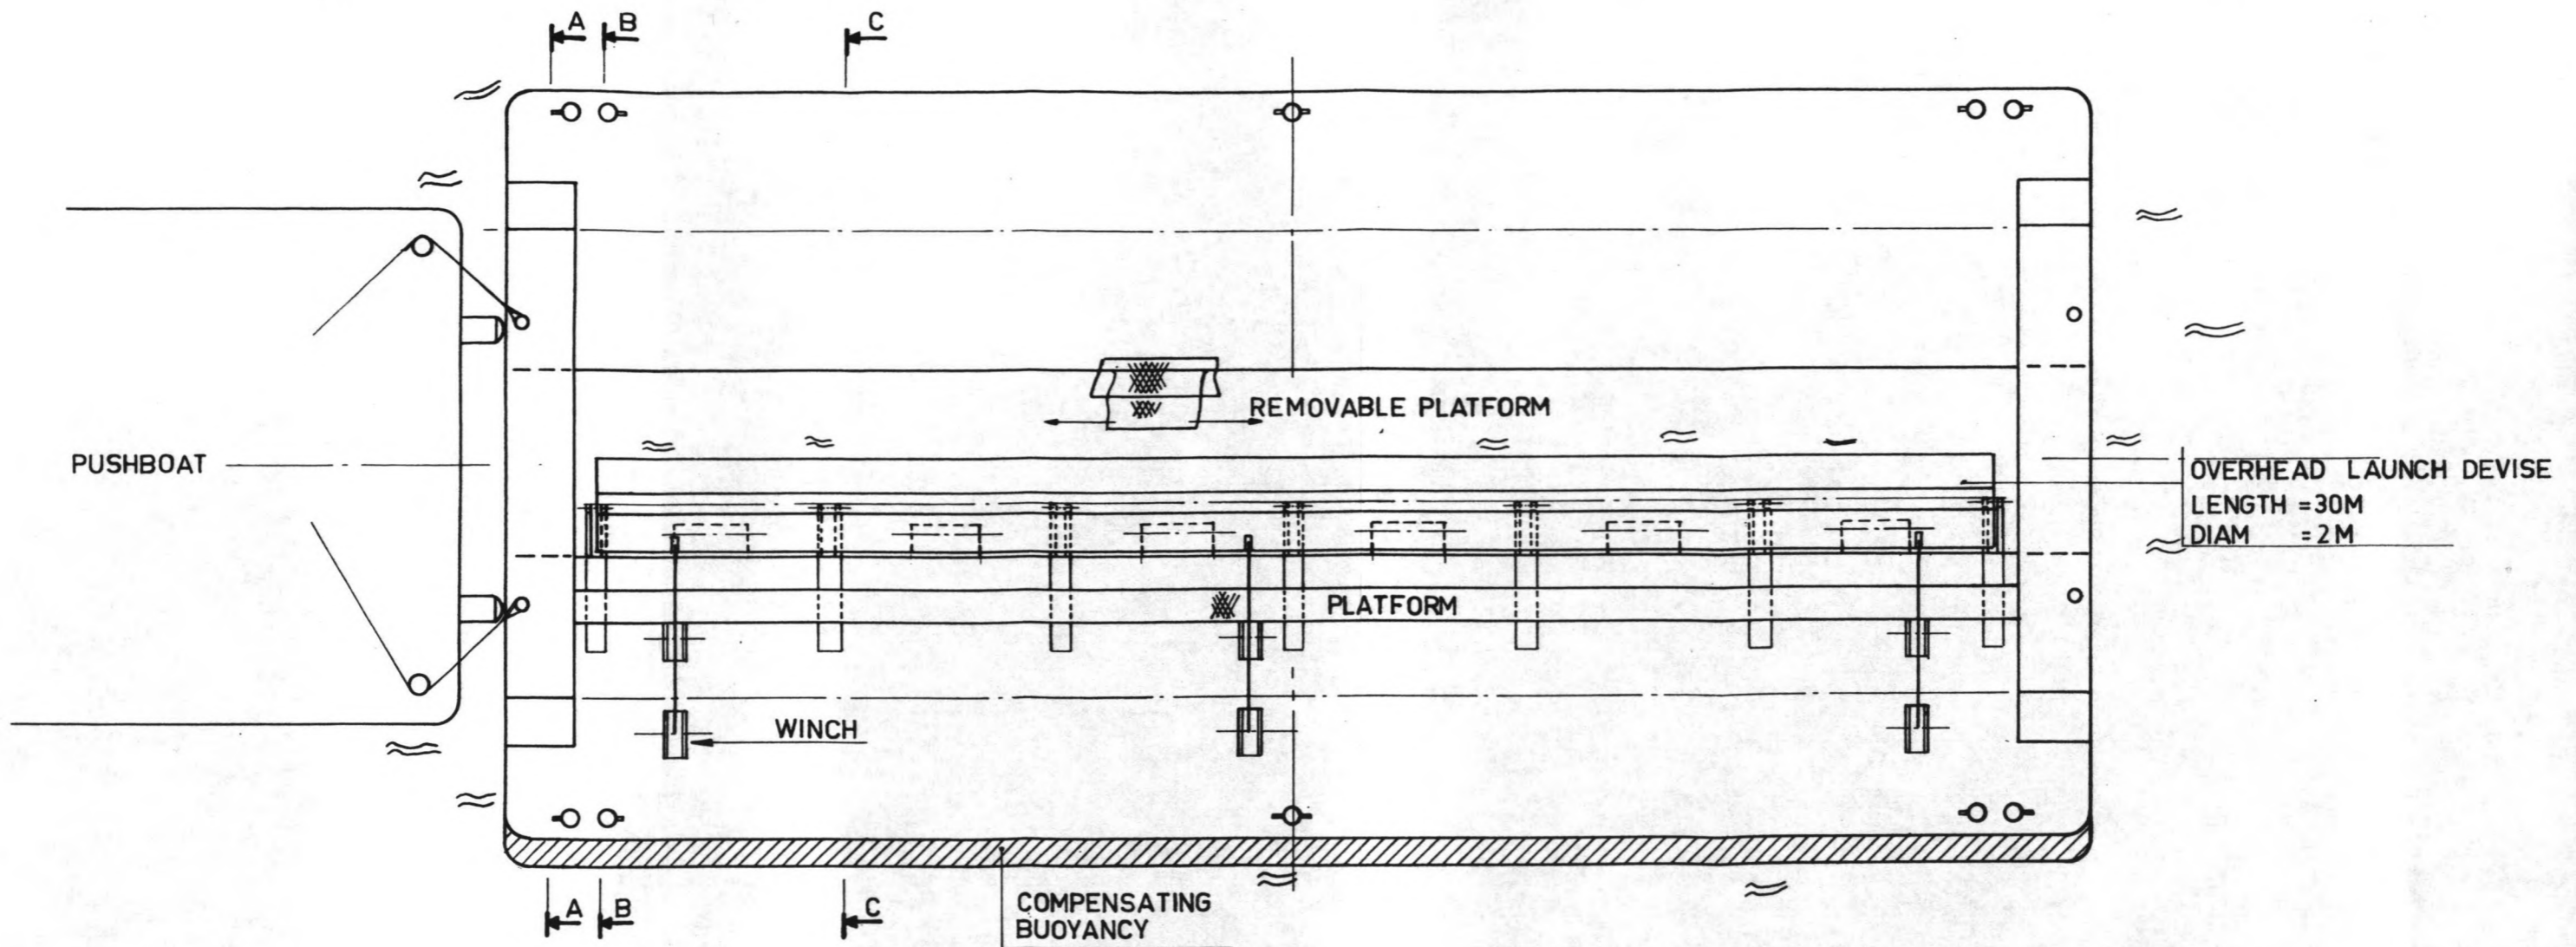 A B C
REMOVABLE PLATFORM
PUSHBOAT
OVERHEAD LAUNCH DEVISE
LENGTH =30M
DIAM =2M
PLATFORM
WINCH
A B C
COMPENSATING
BUOYANCY